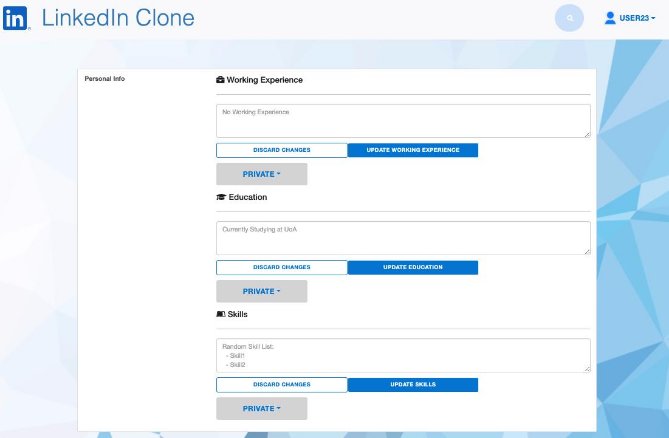 in LinkedIn Clone
USER23
Personal Info
Working Experience
No Working Experience
DISCARD CHANGES
UPDATE WORKING EXPERIENCE
PRIVATE
Education
Currently Studying at UoA
DISCARD CHANGES
UPDATE EDUCATION
PRIVATE
Skills
Random Skill List:
- Skill1
- Skill2
DISCARD CHANGES
UPDATE SKILLS
PRIVATE